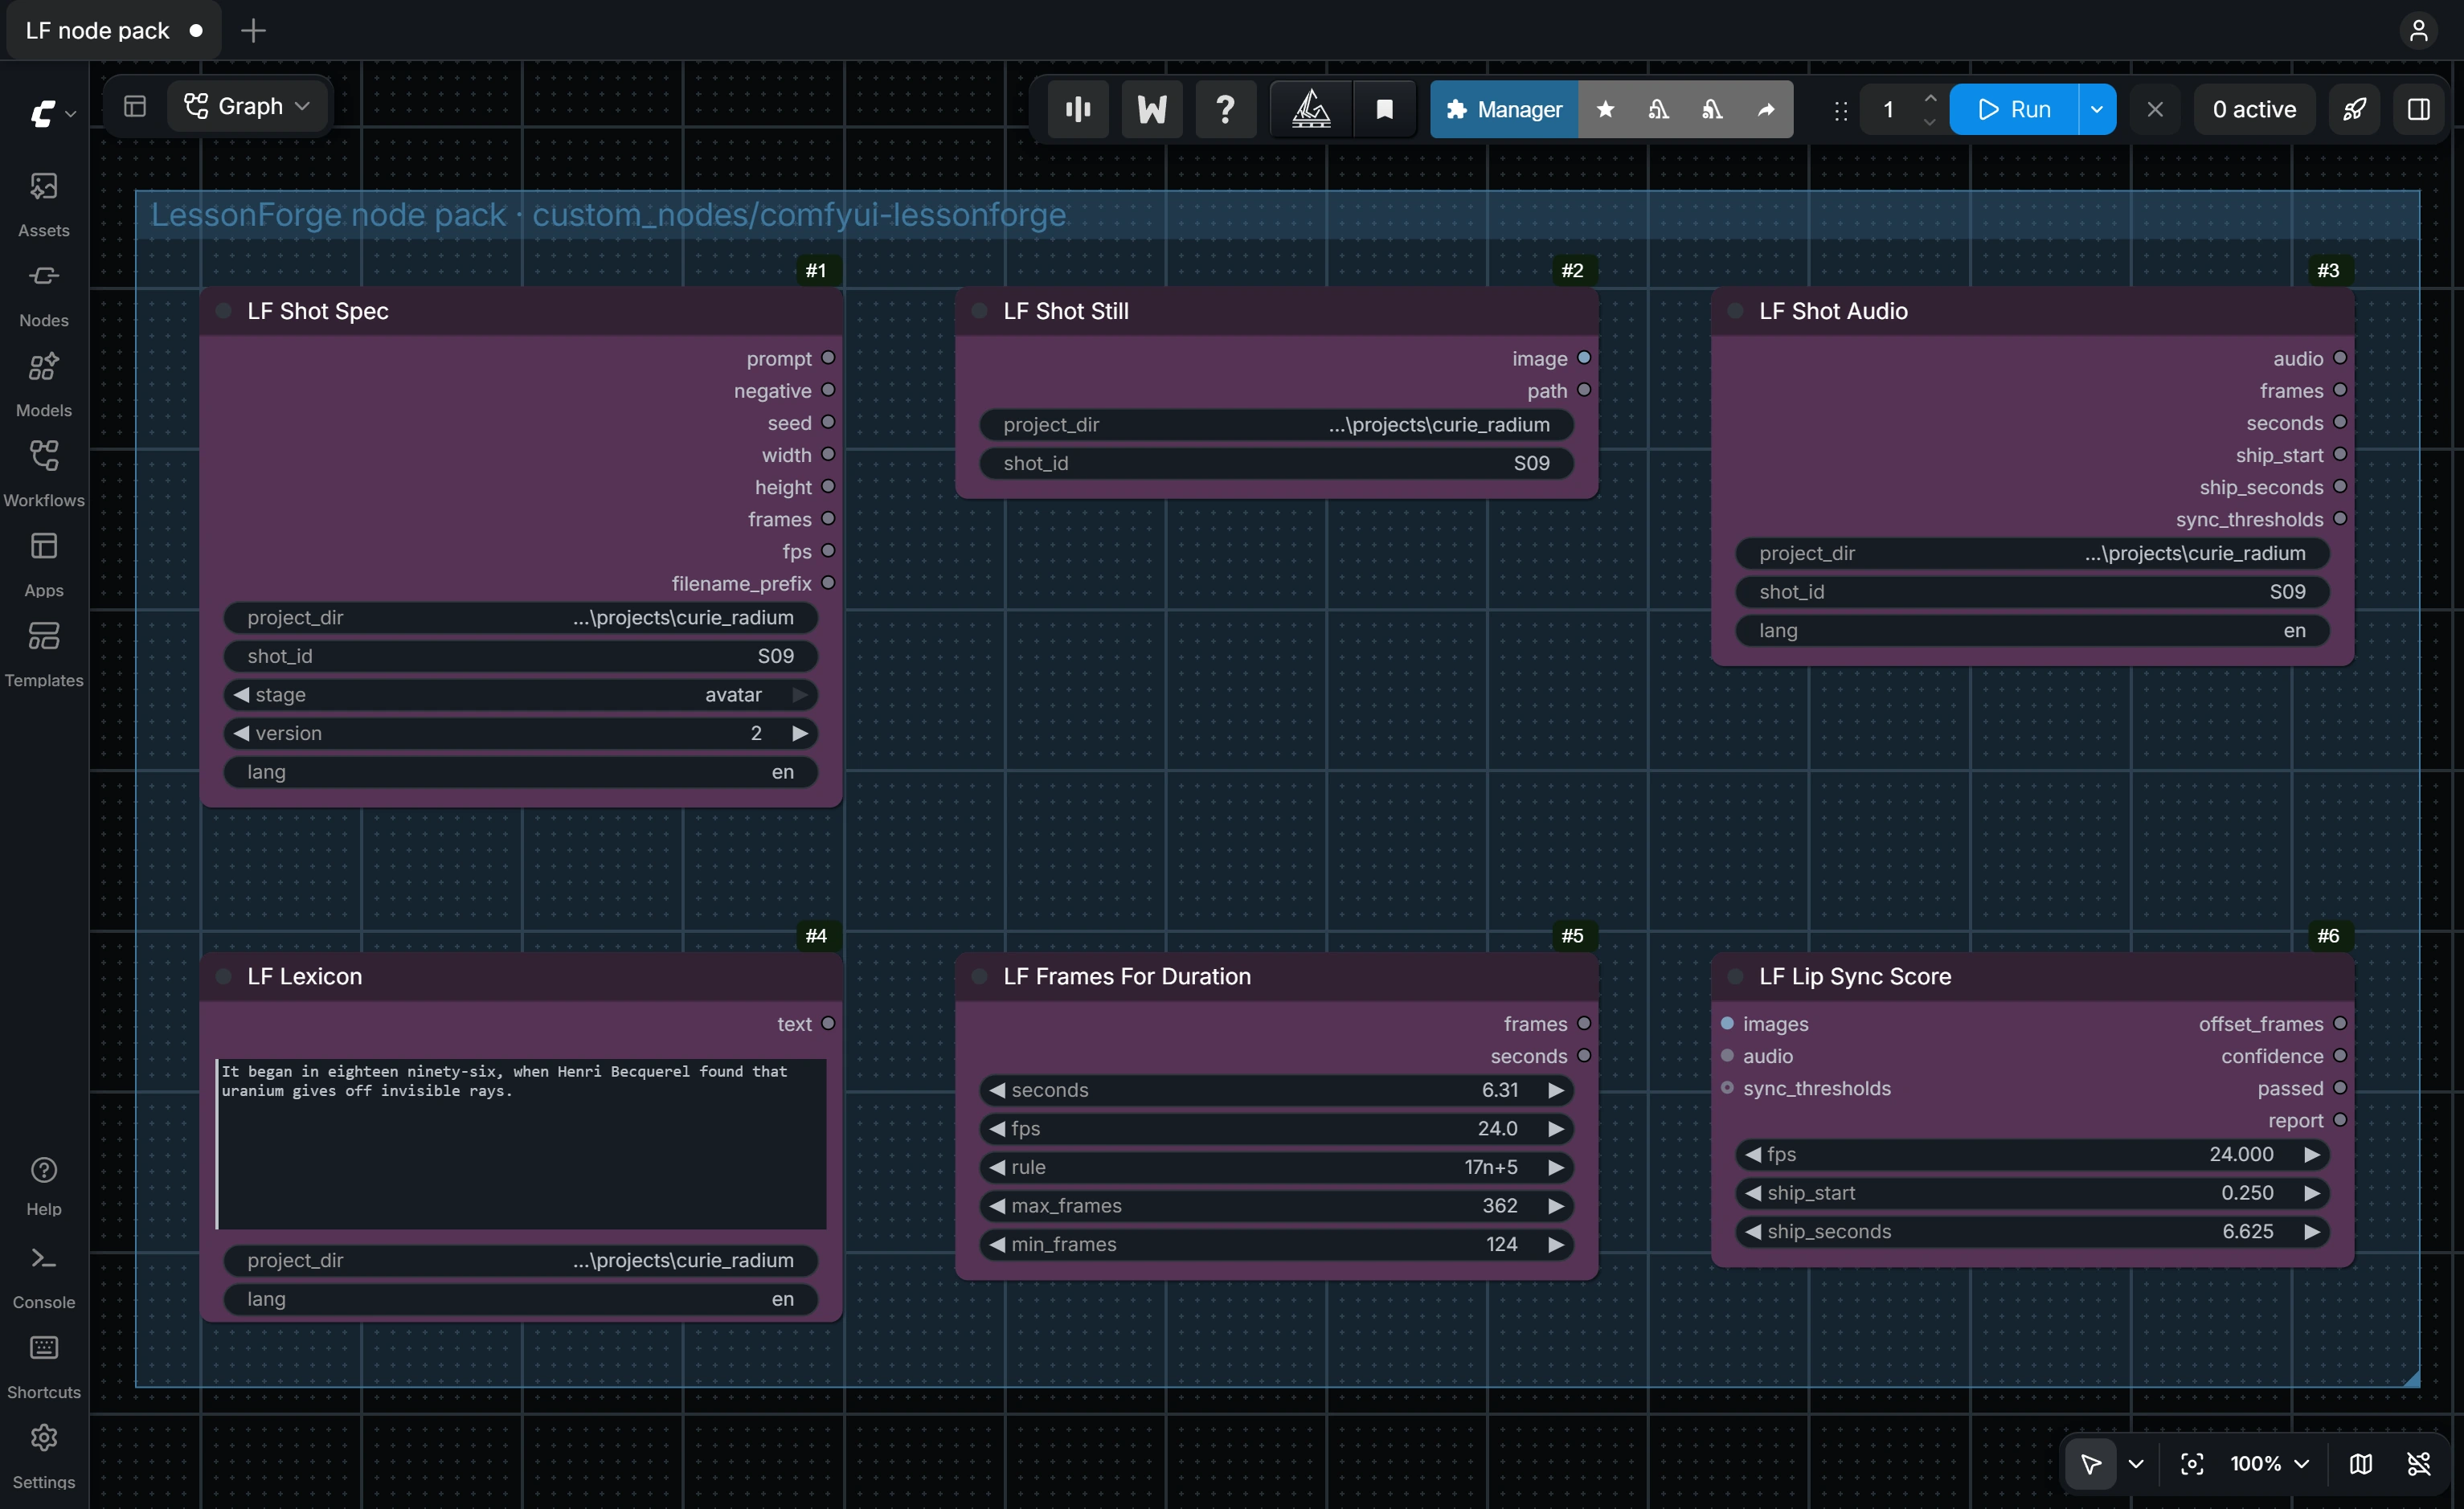 LF node pack
Graph
Manager
1
Run
0 active
Assets
Nodes
Models
Workflows
Apps
Templates
Help
Console
Shortcuts
Settings
LessonForge node pack · custom_nodes/comfyui-lessonforge
#1
LF Shot Spec
prompt
negative
seed
width
height
frames
fps
filename_prefix
project_dir ...\projects\curie_radium
shot_id S09
stage avatar
version 2
lang en
#2
LF Shot Still
image
path
project_dir ...\projects\curie_radium
shot_id S09
#3
LF Shot Audio
audio
frames
seconds
ship_start
ship_seconds
sync_thresholds
project_dir ...\projects\curie_radium
shot_id S09
lang en
#4
LF Lexicon
text
It began in eighteen ninety-six, when Henri Becquerel found that
uranium gives off invisible rays.
project_dir ...\projects\curie_radium
lang en
#5
LF Frames For Duration
frames
seconds
seconds 6.31
fps 24.0
rule 17n+5
max_frames 362
min_frames 124
#6
LF Lip Sync Score
images offset_frames
audio confidence
sync_thresholds passed
report
fps 24.000
ship_start 0.250
ship_seconds 6.625
100%